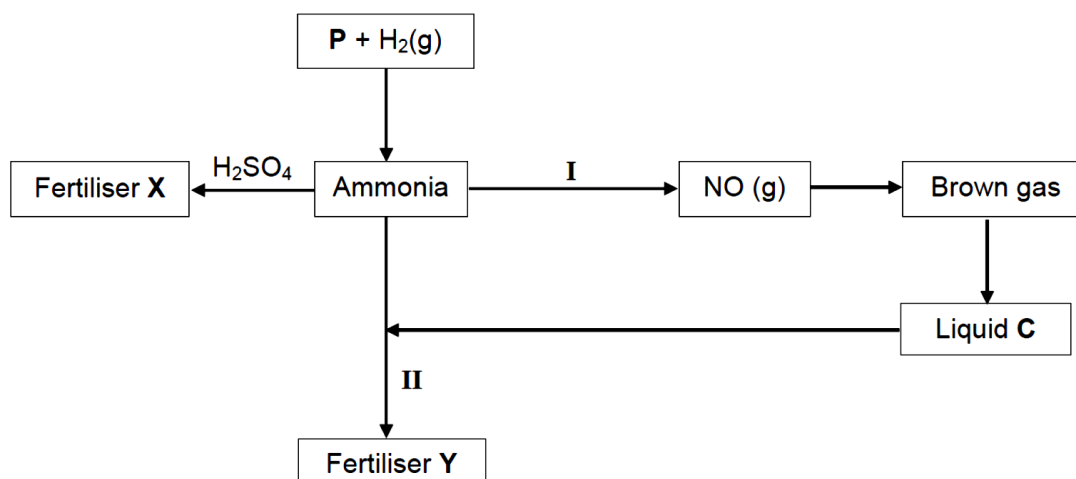 P + H₂(g)
H₂SO₄
I
Fertiliser X
Ammonia
NO (g)
Brown gas
Liquid C
II
Fertiliser Y